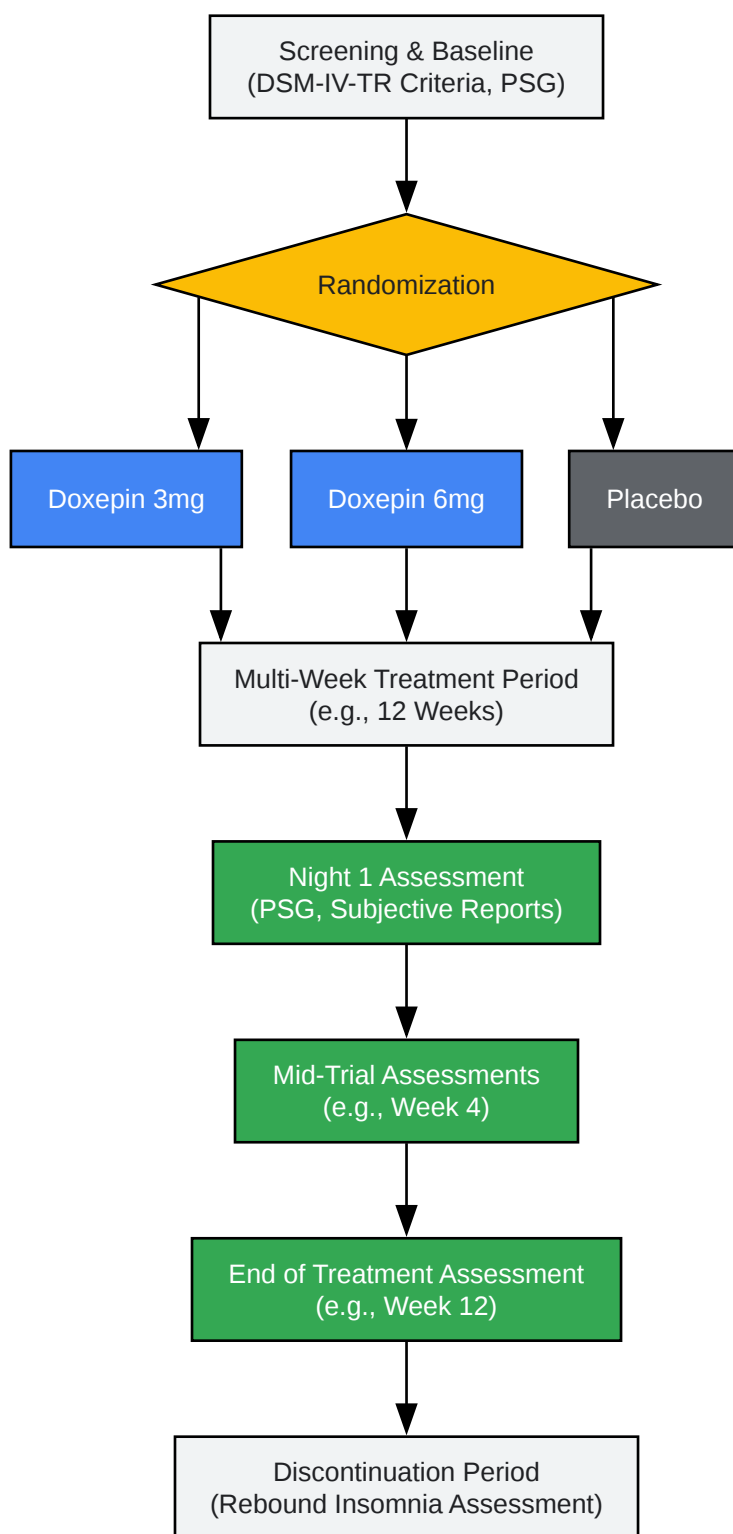 Screening & Baseline
(DSM-IV-TR Criteria, PSG)
Randomization
Doxepin 3mg
Doxepin 6mg
Placebo
Multi-Week Treatment Period
(e.g., 12 Weeks)
Night 1 Assessment
(PSG, Subjective Reports)
Mid-Trial Assessments
(e.g., Week 4)
End of Treatment Assessment
(e.g., Week 12)
Discontinuation Period
(Rebound Insomnia Assessment)